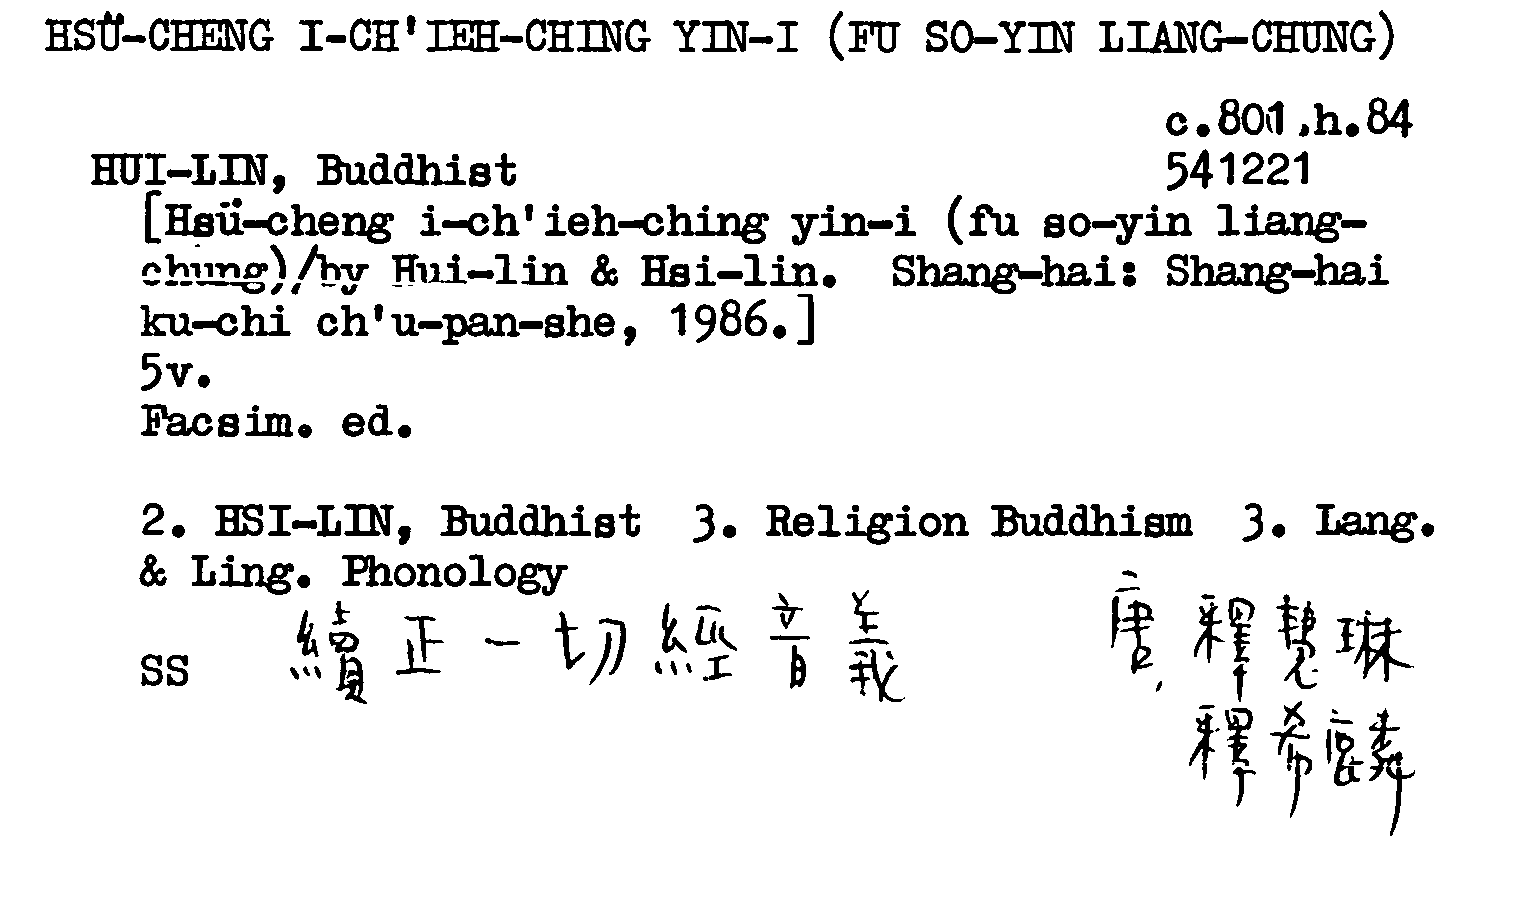 HSÜ-CHENG I-CH'IEH-CHING YIN-I (FU SO-YIN LIANG-CHUNG)
c.801.h.84
HUI-LIN, Buddhist 541221
[Hsü-cheng i-ch'ieh-ching yin-i (fu so-yin liang-
chung)/by Hui-lin & Hsi-lin. Shang-hai: Shang-hai
ku-chi ch'u-pan-she, 1986.]
5v.
Facsim. ed.
2. HSI-LIN, Buddhist 3. Religion Buddhism 3. Lang.
& Ling. Phonology
SS 續正一切經音義 唐釋慧琳
釋希麟